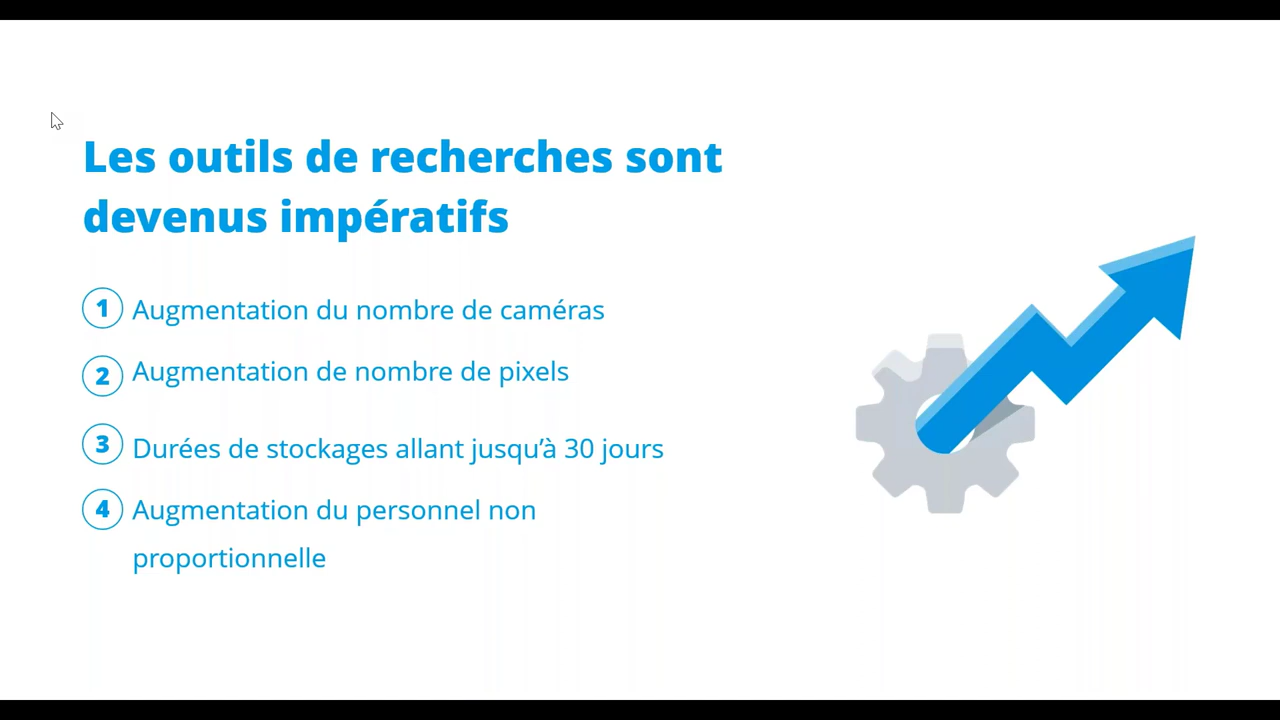 Les outils de recherches sont
devenus impératifs
1 Augmentation du nombre de caméras
2 Augmentation de nombre de pixels
3 Durées de stockages allant jusqu’à 30 jours
4 Augmentation du personnel non
proportionnelle